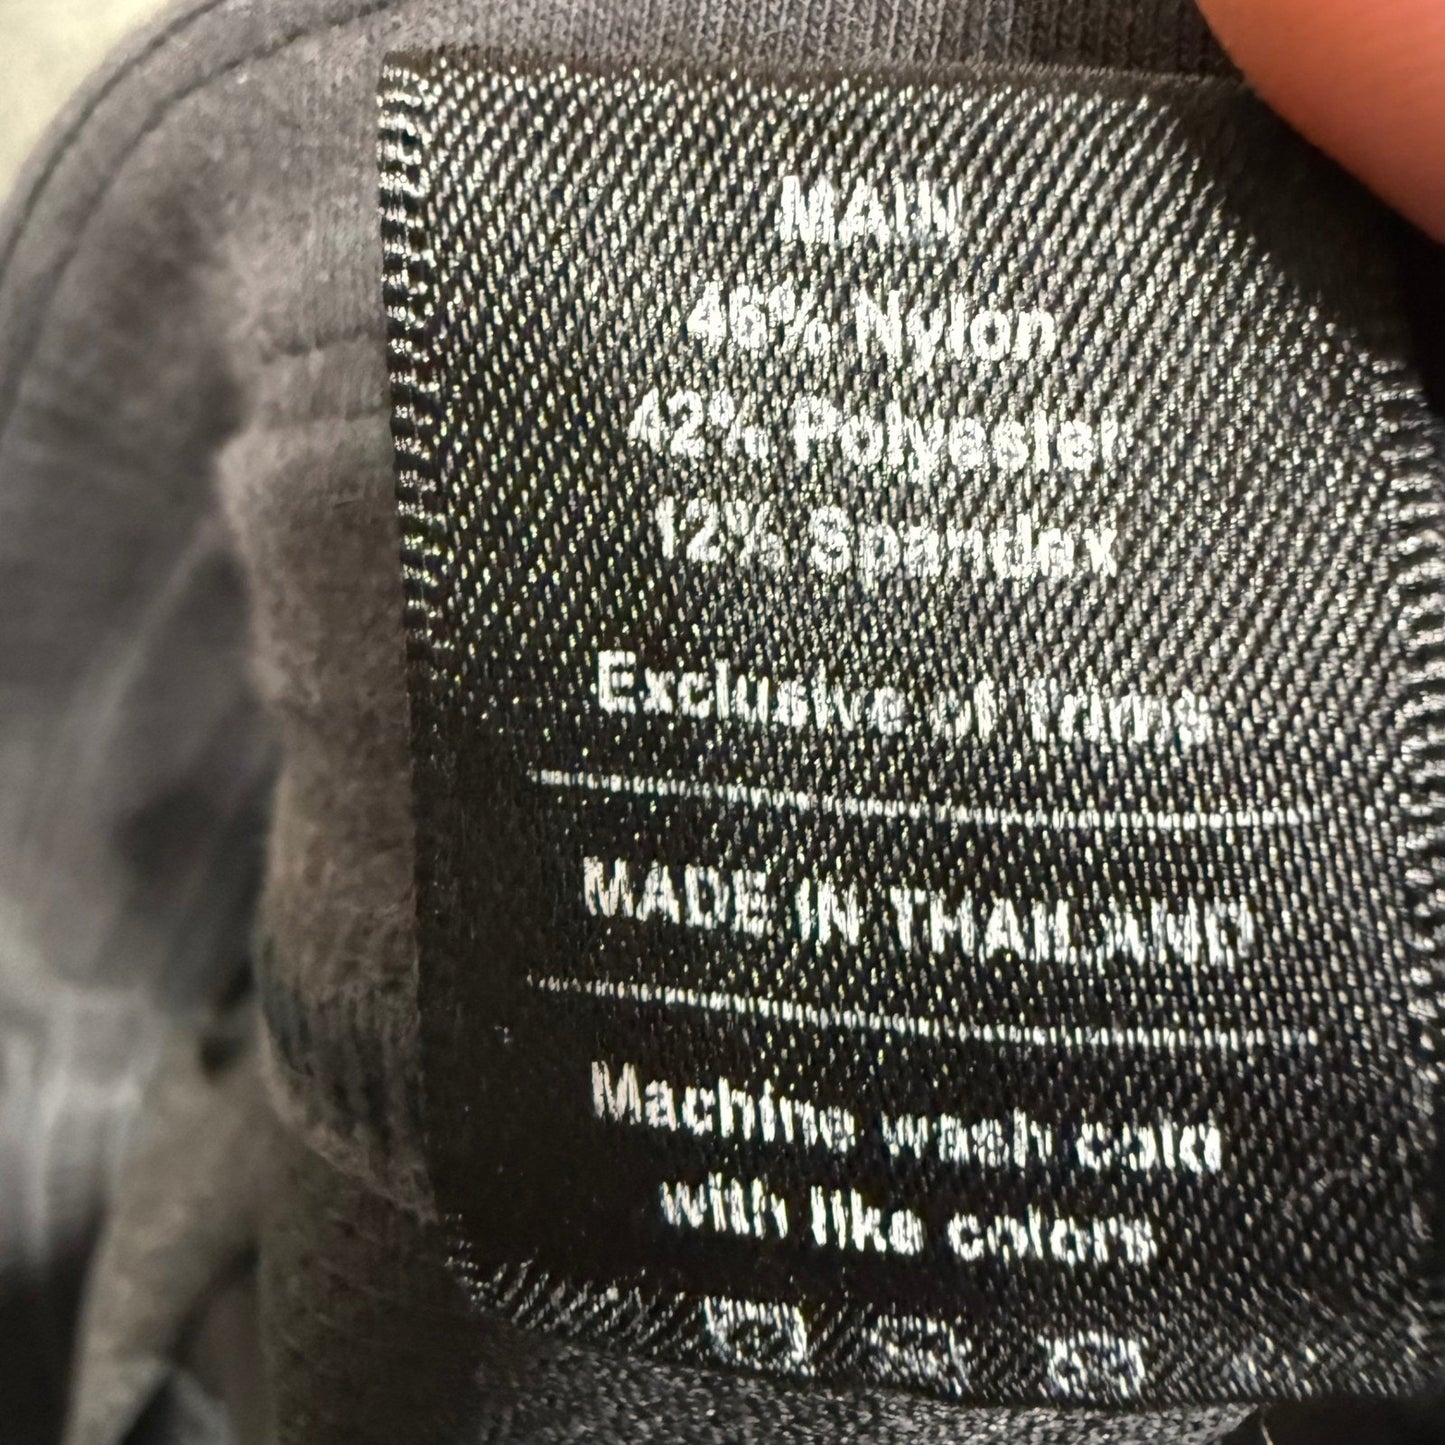 MAIN
46% Nylon
42% Polyester
12% Spandex
Exclusive of Trims
MADE IN THAILAND
Machine wash cold
with like colors